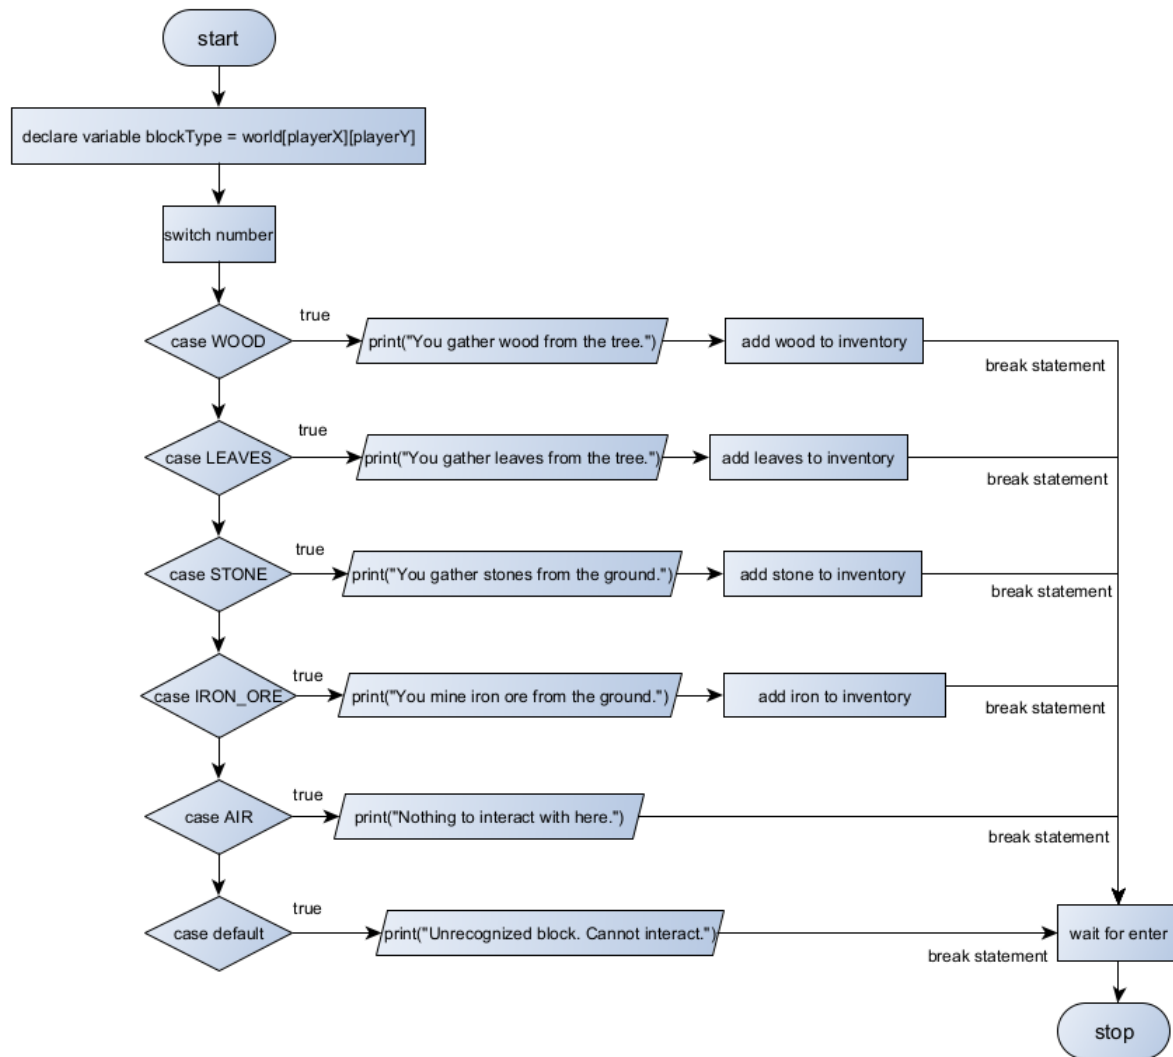 start
declare variable blockType = world[playerX][playerY]
switch number
case WOOD
true
print("You gather wood from the tree.")
add wood to inventory
break statement
case LEAVES
true
print("You gather leaves from the tree.")
add leaves to inventory
break statement
case STONE
true
print("You gather stones from the ground.")
add stone to inventory
break statement
case IRON_ORE
true
print("You mine iron ore from the ground.")
add iron to inventory
break statement
case AIR
true
print("Nothing to interact with here.")
break statement
case default
true
print("Unrecognized block. Cannot interact.")
break statement
wait for enter
stop